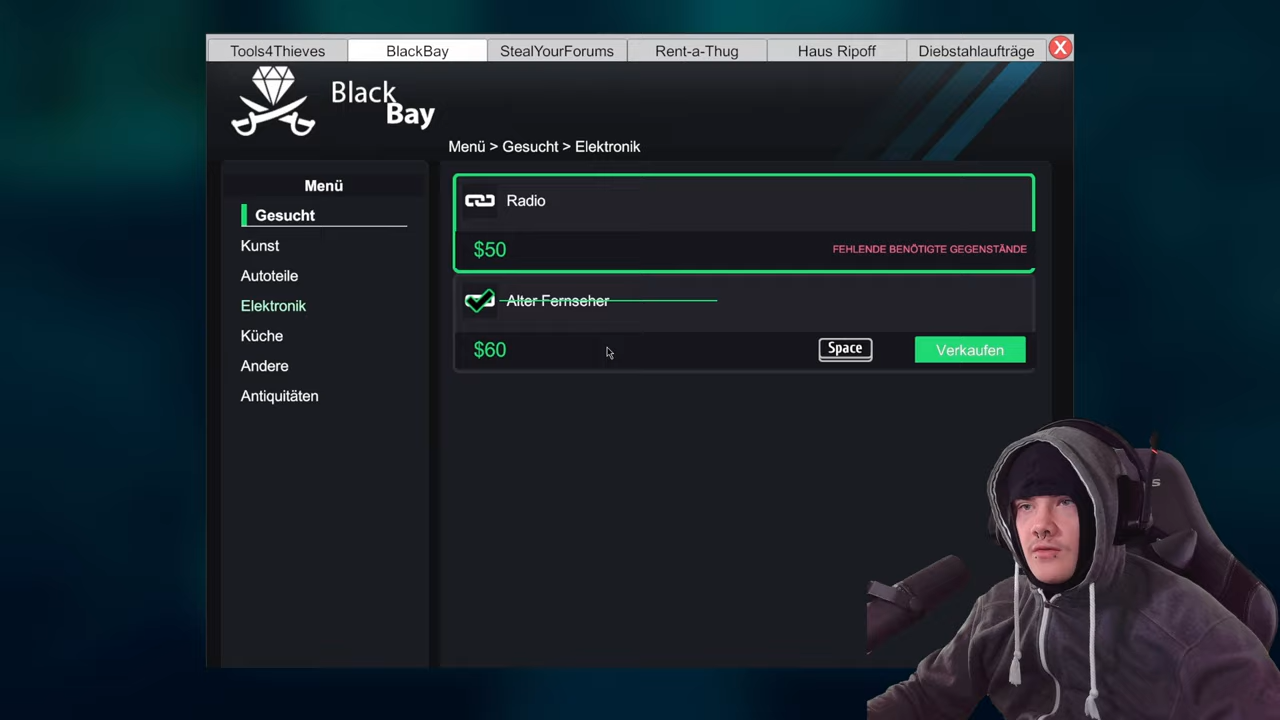 Tools4Thieves
BlackBay
StealYourForums
Rent-a-Thug
Haus Ripoff
Diebstahlaufträge
X
Black
Bay
Menü > Gesucht > Elektronik
Menü
Gesucht
Kunst
Autoteile
Elektronik
Küche
Andere
Antiquitäten
Radio
$50
FEHLENDE BENÖTIGTE GEGENSTÄNDE
Alter Fernseher
$60
Space
Verkaufen